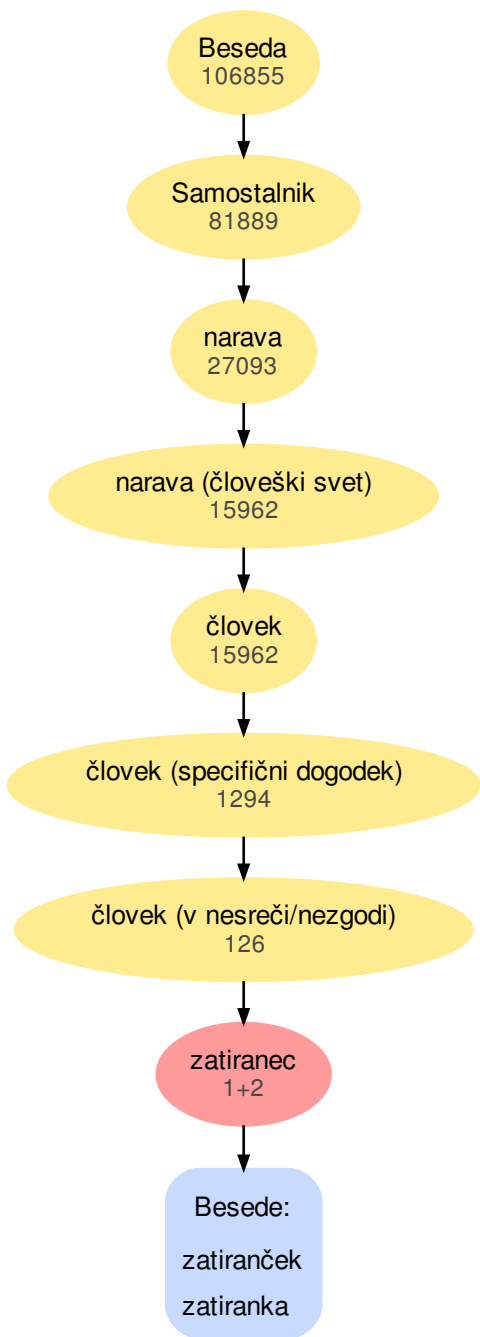 Beseda
106855
Samostalnik
81889
narava
27093
narava (človeški svet)
15962
človek
15962
človek (specifični dogodek)
1294
človek (v nesreči/nezgodi)
126
zatiranec
1+2
Besede:
zatiranček
zatiranka